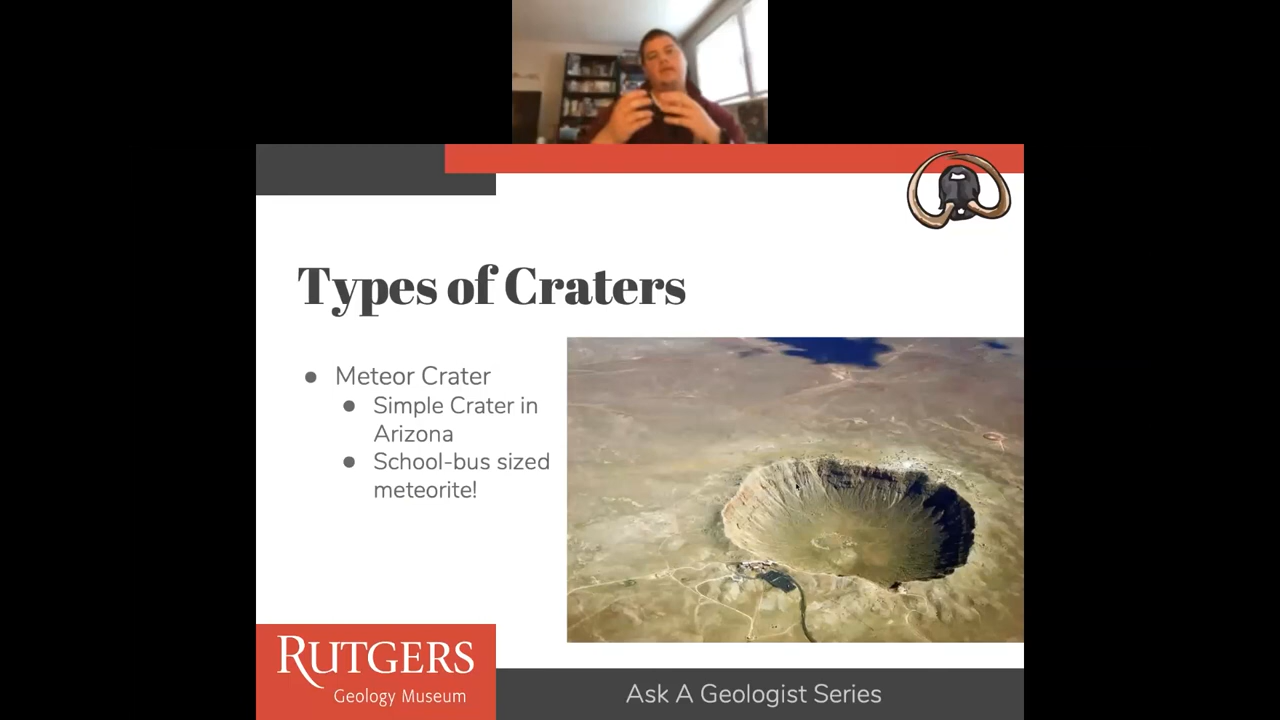 Types of Craters
● Meteor Crater
● Simple Crater in
Arizona
● School-bus sized
meteorite!
RUTGERS
Geology Museum
Ask A Geologist Series